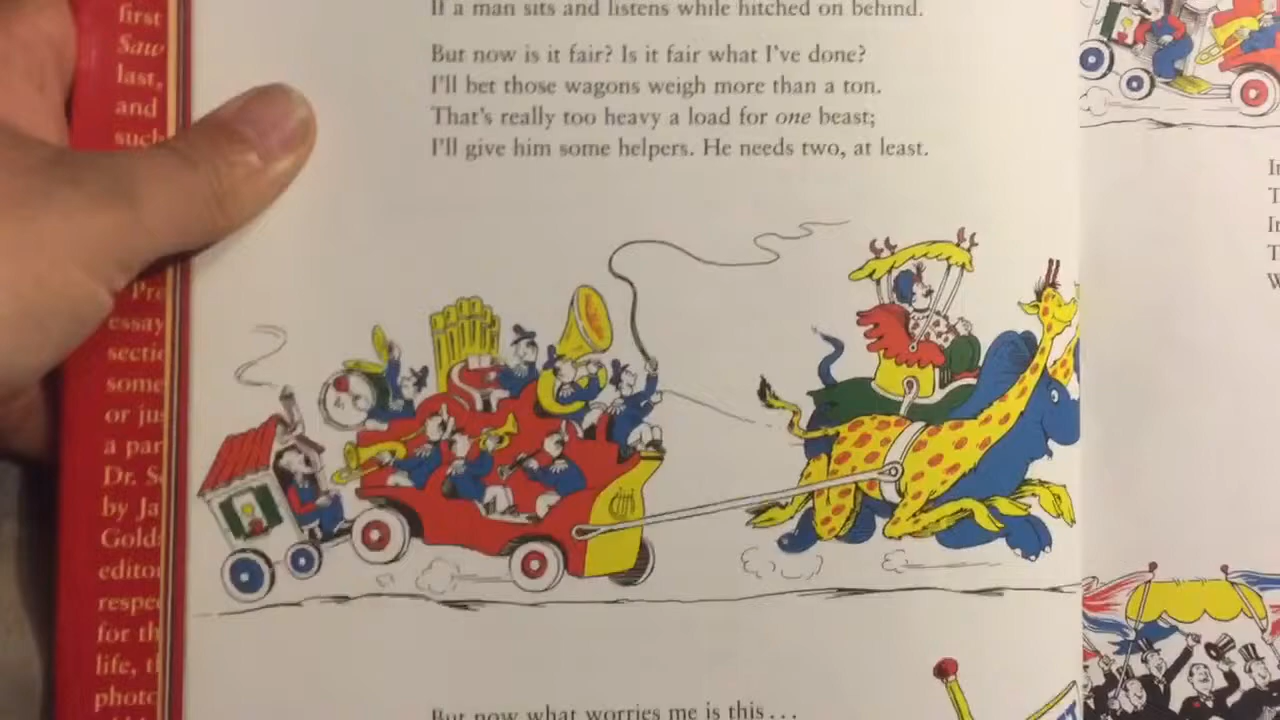 first
Saw
last,
and
such
Pre
essay
sectio
some
or jus
a par
Dr. S
by Ja
Gold
editor
respe
for th
life, t
photo
If a man sits and listens while hitched on behind.
But now is it fair? Is it fair what I've done?
I'll bet those wagons weigh more than a ton.
That's really too heavy a load for one beast;
I'll give him some helpers. He needs two, at least.
But now what worries me is this...